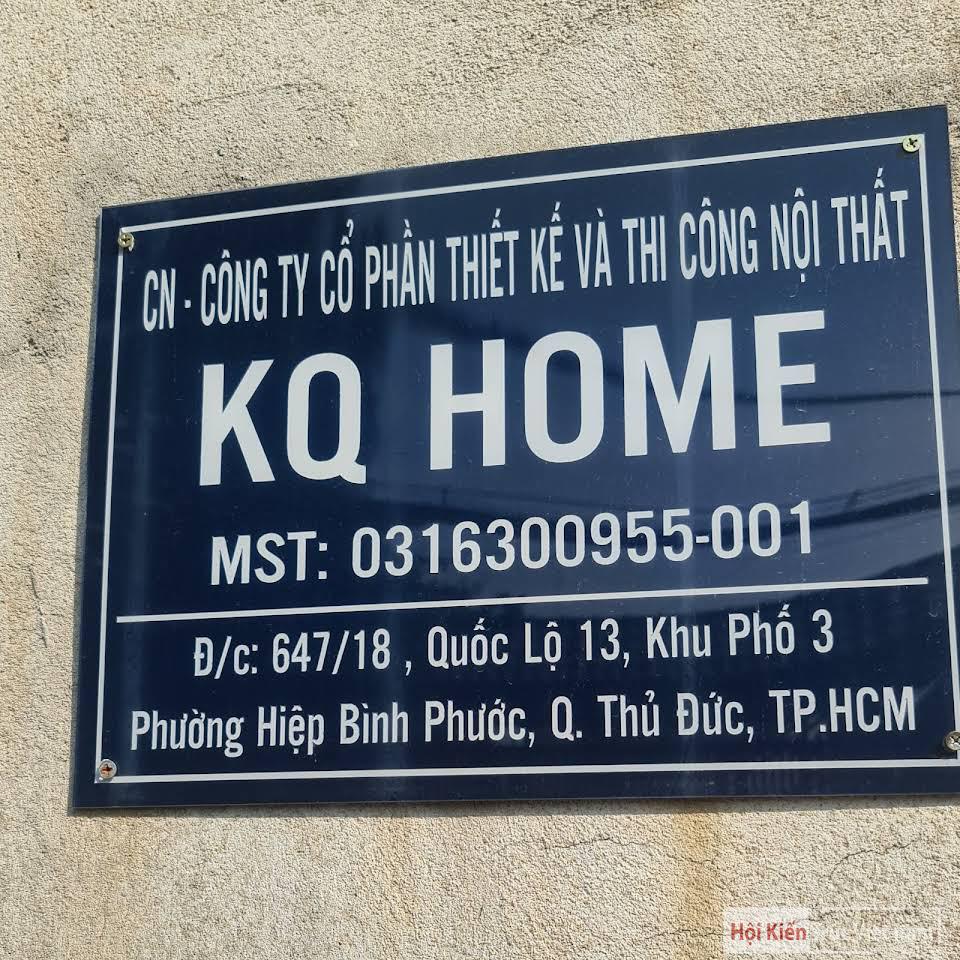 CN - CÔNG TY CỔ PHẦN THIẾT KẾ VÀ THI CÔNG NỘI THẤT
KQ HOME
MST: 0316300955-001
Đ/c: 647/18 , Quốc Lộ 13, Khu Phố 3
Phường Hiệp Bình Phước, Q. Thủ Đức, TP.HCM
Hội Kiến